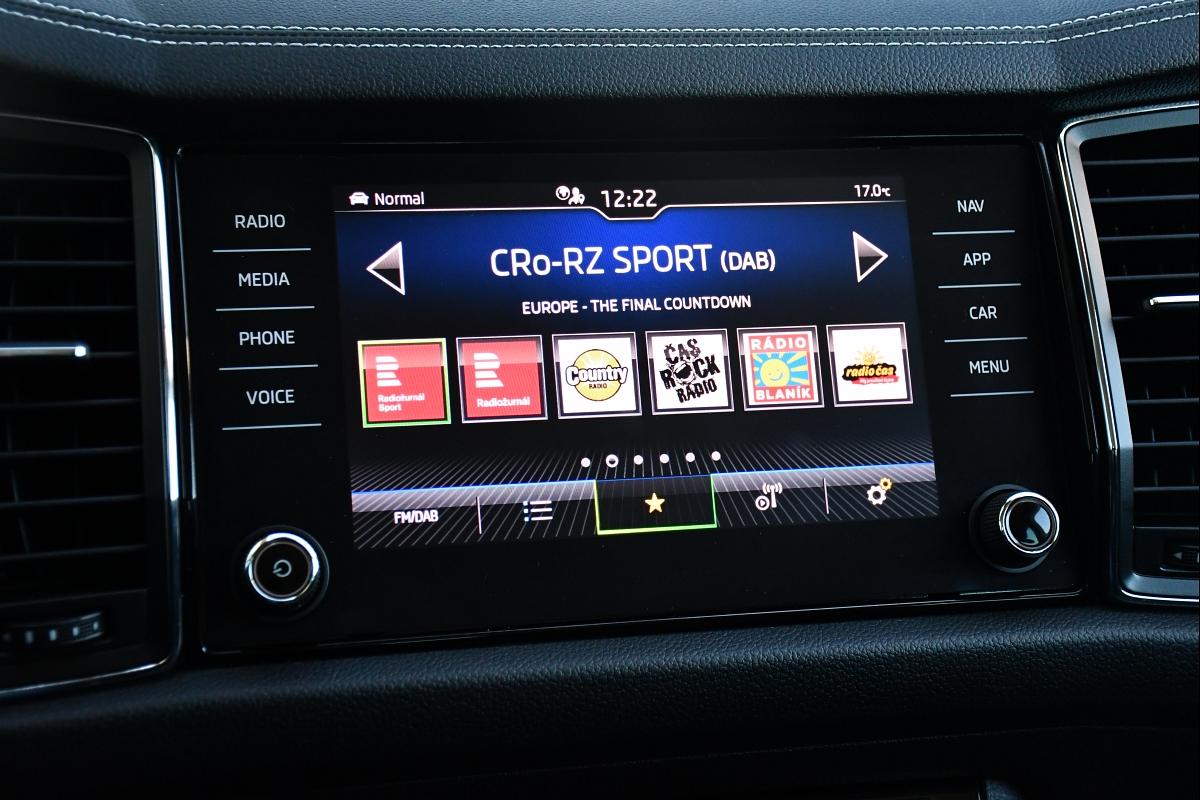 Normal
12:22
17.0°C
RADIO
MEDIA
PHONE
VOICE
NAV
APP
CAR
MENU
CRo-RZ SPORT (DAB)
EUROPE - THE FINAL COUNTDOWN
Radiožurnál
Sport
Radiožurnál
Country
RADIO
ČAS
ROCK
RÁDIO
RÁDIO
BLANÍK
radio čas
FM/DAB